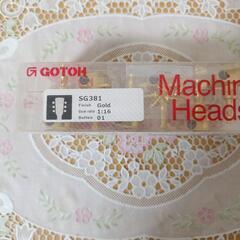 GOTOH
SG381
Finish Gold
Gear ratio 1:16
Button 01
Machin
Heads